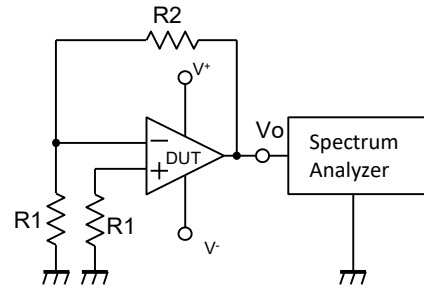 R2
V+
Vo
DUT
Spectrum
Analyzer
R1
R1
V-